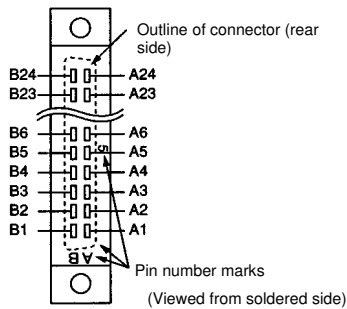 Outline of connector (rear
side)
B24 A24
B23 A23
B6 A6
B5 5 A5
B4 A4
B3 A3
B2 A2
B1 A1
AB
Pin number marks
(Viewed from soldered side)